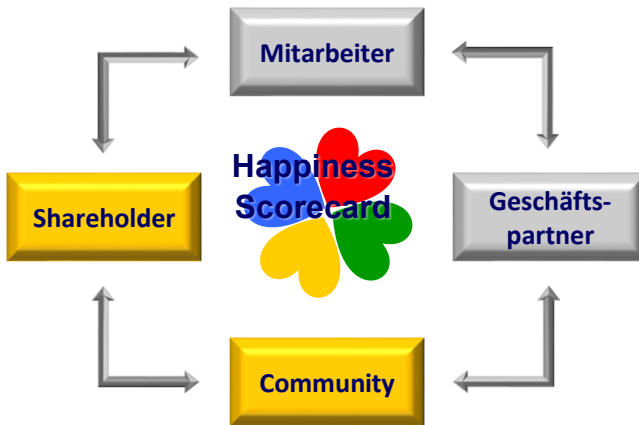 Mitarbeiter
Happiness
Scorecard
Shareholder
Geschäfts-
partner
Community